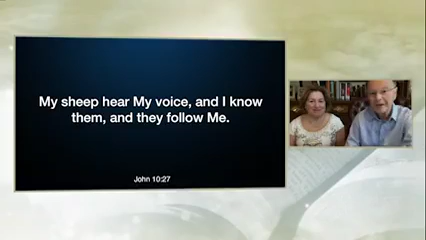 My sheep hear My voice, and I know
them, and they follow Me.
John 10:27